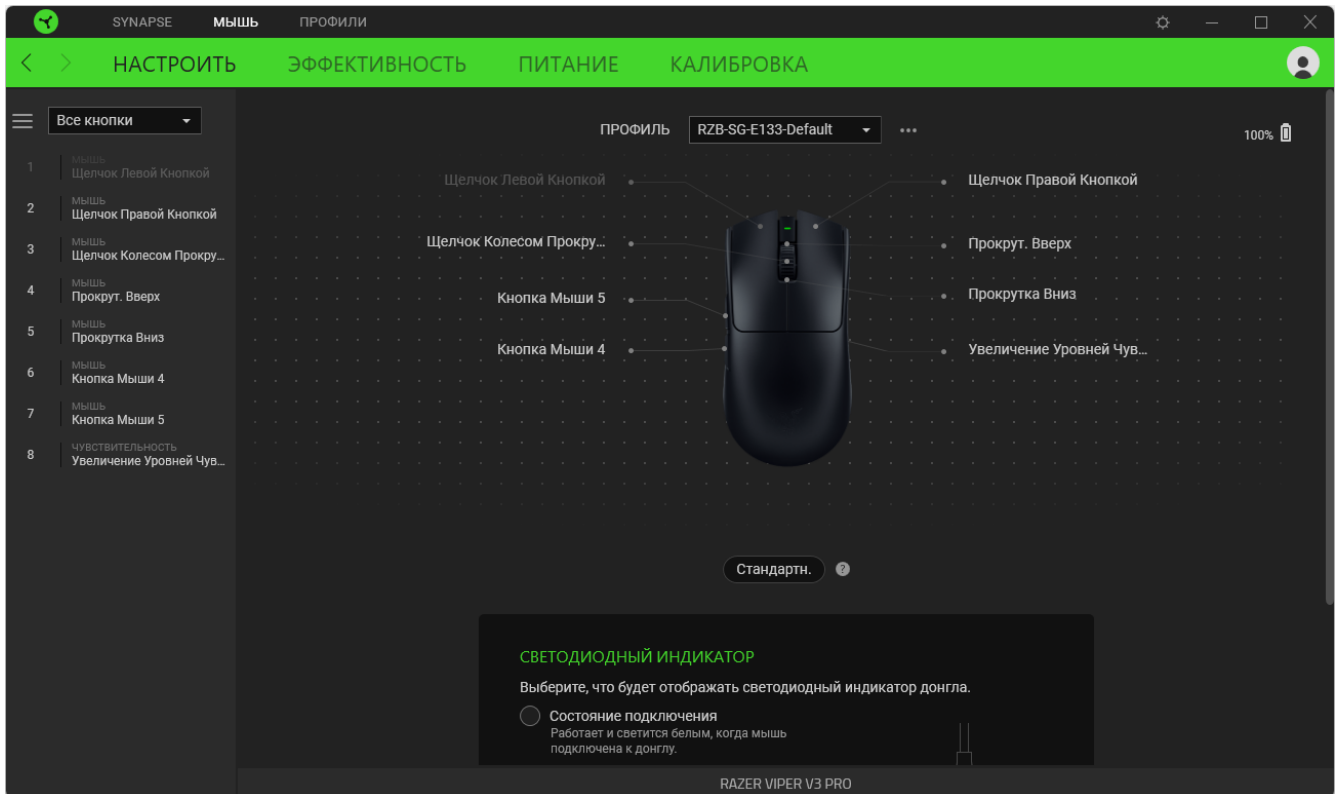 SYNAPSE МЫШЬ ПРОФИЛИ
НАСТРОИТЬ ЭФФЕКТИВНОСТЬ ПИТАНИЕ КАЛИБРОВКА
Все кнопки
1 МЫШЬ
Щелчок Левой Кнопкой
2 МЫШЬ
Щелчок Правой Кнопкой
3 МЫШЬ
Щелчок Колесом Прокру...
4 МЫШЬ
Прокрут. Вверх
5 МЫШЬ
Прокрутка Вниз
6 МЫШЬ
Кнопка Мыши 4
7 МЫШЬ
Кнопка Мыши 5
8 ЧУВСТВИТЕЛЬНОСТЬ
Увеличение Уровней Чув...
ПРОФИЛЬ RZB-SG-E133-Default
100%
Щелчок Левой Кнопкой Щелчок Правой Кнопкой
Щелчок Колесом Прокру... Прокрут. Вверх
Кнопка Мыши 5 Прокрутка Вниз
Кнопка Мыши 4 Увеличение Уровней Чув...
Стандартн. ?
СВЕТОДИОДНЫЙ ИНДИКАТОР
Выберите, что будет отображать светодиодный индикатор донгла.
Состояние подключения
Работает и светится белым, когда мышь
подключена к донглу.
RAZER VIPER V3 PRO